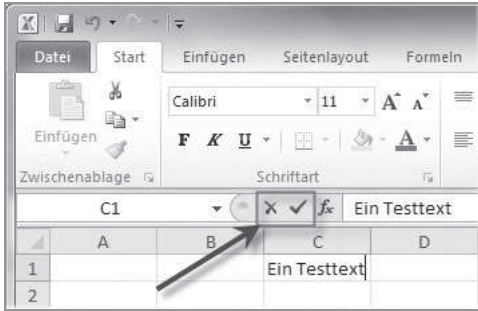 Datei Start Einfügen Seitenlayout Formeln
Calibri 11 A A
Einfügen
F K U A
Zwischenablage Schriftart
C1 fx Ein Testtext
A B C D
1 Ein Testtext
2